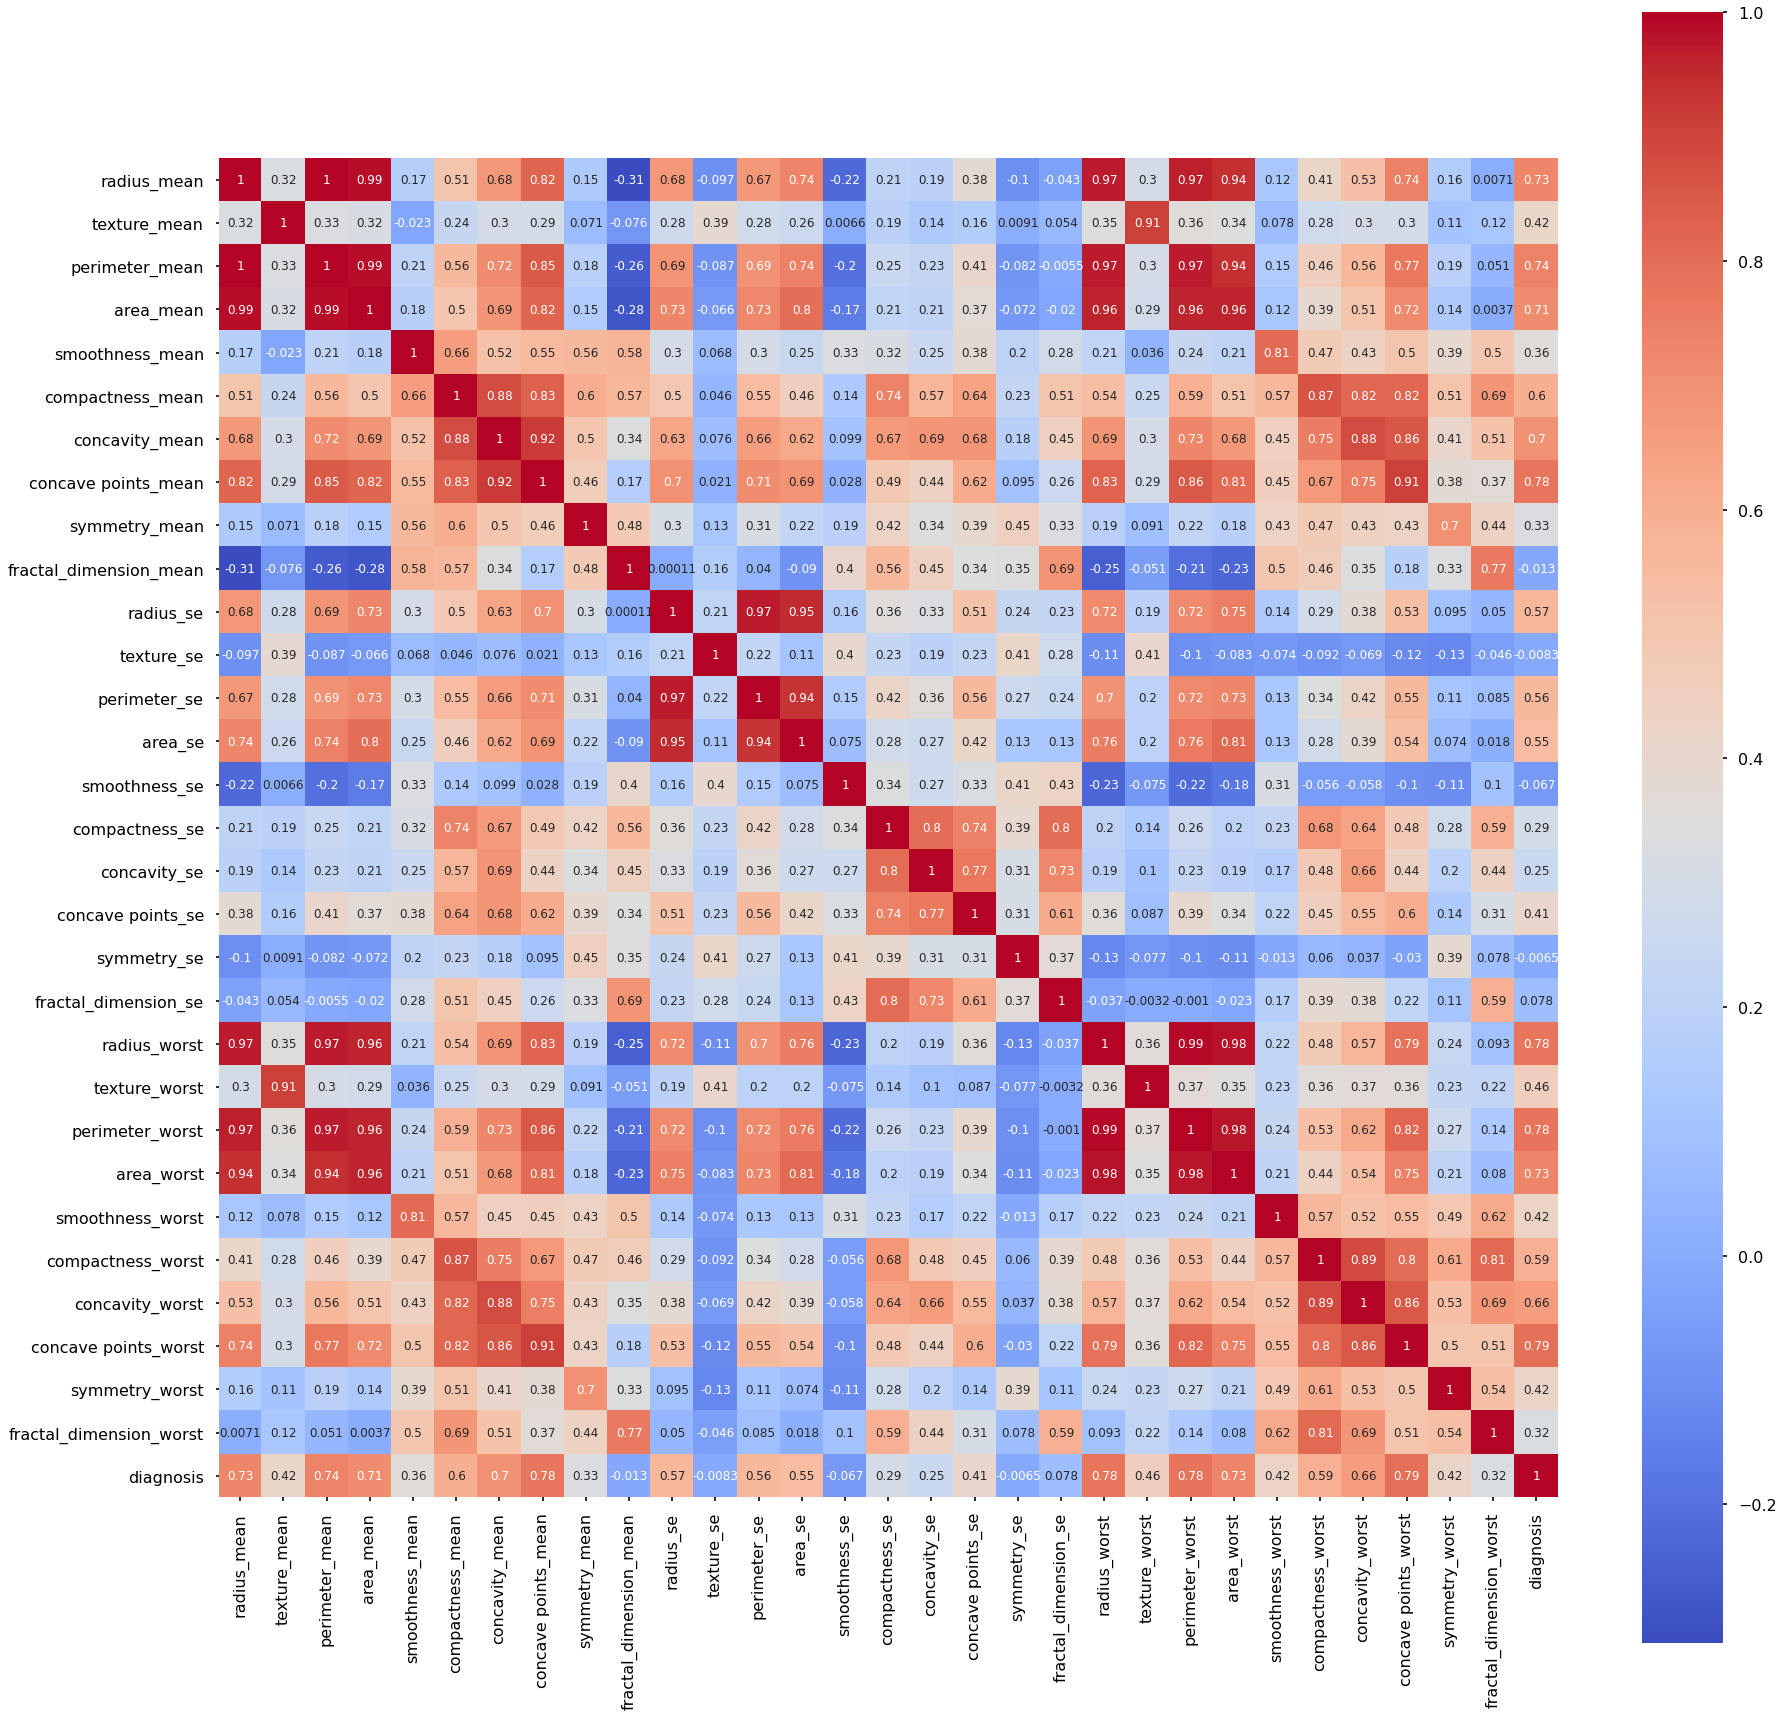 1.0
radius_mean 1 0.32 1 0.99 0.17 0.51 0.68 0.82 0.15 -0.31 0.68 -0.097 0.67 0.74 -0.22 0.21 0.19 0.38 -0.1 -0.043 0.97 0.3 0.97 0.94 0.12 0.41 0.53 0.74 0.16 0.0071 0.73
texture_mean 0.32 1 0.33 0.32 -0.023 0.24 0.3 0.29 0.071 -0.076 0.28 0.39 0.28 0.26 0.0066 0.19 0.14 0.16 0.0091 0.054 0.35 0.91 0.36 0.34 0.078 0.28 0.3 0.3 0.11 0.12 0.42
perimeter_mean 1 0.33 1 0.99 0.21 0.56 0.72 0.85 0.18 -0.26 0.69 -0.087 0.69 0.74 -0.2 0.25 0.23 0.41 -0.082 -0.0055 0.97 0.3 0.97 0.94 0.15 0.46 0.56 0.77 0.19 0.051 0.74
0.8
area_mean 0.99 0.32 0.99 1 0.18 0.5 0.69 0.82 0.15 -0.28 0.73 -0.066 0.73 0.8 -0.17 0.21 0.21 0.37 -0.072 -0.02 0.96 0.29 0.96 0.96 0.12 0.39 0.51 0.72 0.14 0.0037 0.71
smoothness_mean 0.17 -0.023 0.21 0.18 1 0.66 0.52 0.55 0.56 0.58 0.3 0.068 0.3 0.25 0.33 0.32 0.25 0.38 0.2 0.28 0.21 0.036 0.24 0.21 0.81 0.47 0.43 0.5 0.39 0.5 0.36
compactness_mean 0.51 0.24 0.56 0.5 0.66 1 0.88 0.83 0.6 0.57 0.5 0.046 0.55 0.46 0.14 0.74 0.57 0.64 0.23 0.51 0.54 0.25 0.59 0.51 0.57 0.87 0.82 0.82 0.51 0.69 0.6
concavity_mean 0.68 0.3 0.72 0.69 0.52 0.88 1 0.92 0.5 0.34 0.63 0.076 0.66 0.62 0.099 0.67 0.69 0.68 0.18 0.45 0.69 0.3 0.73 0.68 0.45 0.75 0.88 0.86 0.41 0.51 0.7
concave points_mean 0.82 0.29 0.85 0.82 0.55 0.83 0.92 1 0.46 0.17 0.7 0.021 0.71 0.69 0.028 0.49 0.44 0.62 0.095 0.26 0.83 0.29 0.86 0.81 0.45 0.67 0.75 0.91 0.38 0.37 0.78
0.6
symmetry_mean 0.15 0.071 0.18 0.15 0.56 0.6 0.5 0.46 1 0.48 0.3 0.13 0.31 0.22 0.19 0.42 0.34 0.39 0.45 0.33 0.19 0.091 0.22 0.18 0.43 0.47 0.43 0.43 0.7 0.44 0.33
fractal_dimension_mean -0.31 -0.076 -0.26 -0.28 0.58 0.57 0.34 0.17 0.48 1 0.00011 0.16 0.04 -0.09 0.4 0.56 0.45 0.34 0.35 0.69 -0.25 -0.051 -0.21 -0.23 0.5 0.46 0.35 0.18 0.33 0.77 -0.013
radius_se 0.68 0.28 0.69 0.73 0.3 0.5 0.63 0.7 0.3 0.00011 1 0.21 0.97 0.95 0.16 0.36 0.33 0.51 0.24 0.23 0.72 0.19 0.72 0.75 0.14 0.29 0.38 0.53 0.095 0.05 0.57
texture_se -0.097 0.39 -0.087 -0.066 0.068 0.046 0.076 0.021 0.13 0.16 0.21 1 0.22 0.11 0.4 0.23 0.19 0.23 0.41 0.28 -0.11 0.41 -0.1 -0.083 -0.074 -0.092 -0.069 -0.12 -0.13 -0.046 -0.0083
perimeter_se 0.67 0.28 0.69 0.73 0.3 0.55 0.66 0.71 0.31 0.04 0.97 0.22 1 0.94 0.15 0.42 0.36 0.56 0.27 0.24 0.7 0.2 0.72 0.73 0.13 0.34 0.42 0.55 0.11 0.085 0.56
area_se 0.74 0.26 0.74 0.8 0.25 0.46 0.62 0.69 0.22 -0.09 0.95 0.11 0.94 1 0.075 0.28 0.27 0.42 0.13 0.13 0.76 0.2 0.76 0.81 0.13 0.28 0.39 0.54 0.074 0.018 0.55
0.4
smoothness_se -0.22 0.0066 -0.2 -0.17 0.33 0.14 0.099 0.028 0.19 0.4 0.16 0.4 0.15 0.075 1 0.34 0.27 0.33 0.41 0.43 -0.23 -0.075 -0.22 -0.18 0.31 -0.056 -0.058 -0.1 -0.11 0.1 -0.067
compactness_se 0.21 0.19 0.25 0.21 0.32 0.74 0.67 0.49 0.42 0.56 0.36 0.23 0.42 0.28 0.34 1 0.8 0.74 0.39 0.8 0.2 0.14 0.26 0.2 0.23 0.68 0.64 0.48 0.28 0.59 0.29
concavity_se 0.19 0.14 0.23 0.21 0.25 0.57 0.69 0.44 0.34 0.45 0.33 0.19 0.36 0.27 0.27 0.8 1 0.77 0.31 0.73 0.19 0.1 0.23 0.19 0.17 0.48 0.66 0.44 0.2 0.44 0.25
concave points_se 0.38 0.16 0.41 0.37 0.38 0.64 0.68 0.62 0.39 0.34 0.51 0.23 0.56 0.42 0.33 0.74 0.77 1 0.31 0.61 0.36 0.087 0.39 0.34 0.22 0.45 0.55 0.6 0.14 0.31 0.41
symmetry_se -0.1 0.0091 -0.082 -0.072 0.2 0.23 0.18 0.095 0.45 0.35 0.24 0.41 0.27 0.13 0.41 0.39 0.31 0.31 1 0.37 -0.13 -0.077 -0.1 -0.11 -0.013 0.06 0.037 -0.03 0.39 0.078 -0.0065
fractal_dimension_se -0.043 0.054 -0.0055 -0.02 0.28 0.51 0.45 0.26 0.33 0.69 0.23 0.28 0.24 0.13 0.43 0.8 0.73 0.61 0.37 1 -0.037 -0.0032 -0.001 -0.023 0.17 0.39 0.38 0.22 0.11 0.59 0.078
0.2
radius_worst 0.97 0.35 0.97 0.96 0.21 0.54 0.69 0.83 0.19 -0.25 0.72 -0.11 0.7 0.76 -0.23 0.2 0.19 0.36 -0.13 -0.037 1 0.36 0.99 0.98 0.22 0.48 0.57 0.79 0.24 0.093 0.78
texture_worst 0.3 0.91 0.3 0.29 0.036 0.25 0.3 0.29 0.091 -0.051 0.19 0.41 0.2 0.2 -0.075 0.14 0.1 0.087 -0.077 -0.0032 0.36 1 0.37 0.35 0.23 0.36 0.37 0.36 0.23 0.22 0.46
perimeter_worst 0.97 0.36 0.97 0.96 0.24 0.59 0.73 0.86 0.22 -0.21 0.72 -0.1 0.72 0.76 -0.22 0.26 0.23 0.39 -0.1 -0.001 0.99 0.37 1 0.98 0.24 0.53 0.62 0.82 0.27 0.14 0.78
area_worst 0.94 0.34 0.94 0.96 0.21 0.51 0.68 0.81 0.18 -0.23 0.75 -0.083 0.73 0.81 -0.18 0.2 0.19 0.34 -0.11 -0.023 0.98 0.35 0.98 1 0.21 0.44 0.54 0.75 0.21 0.08 0.73
smoothness_worst 0.12 0.078 0.15 0.12 0.81 0.57 0.45 0.45 0.43 0.5 0.14 -0.074 0.13 0.13 0.31 0.23 0.17 0.22 -0.013 0.17 0.22 0.23 0.24 0.21 1 0.57 0.52 0.55 0.49 0.62 0.42
compactness_worst 0.41 0.28 0.46 0.39 0.47 0.87 0.75 0.67 0.47 0.46 0.29 -0.092 0.34 0.28 -0.056 0.68 0.48 0.45 0.06 0.39 0.48 0.36 0.53 0.44 0.57 1 0.89 0.8 0.61 0.81 0.59
0.0
concavity_worst 0.53 0.3 0.56 0.51 0.43 0.82 0.88 0.75 0.43 0.35 0.38 -0.069 0.42 0.39 -0.058 0.64 0.66 0.55 0.037 0.38 0.57 0.37 0.62 0.54 0.52 0.89 1 0.86 0.53 0.69 0.66
concave points_worst 0.74 0.3 0.77 0.72 0.5 0.82 0.86 0.91 0.43 0.18 0.53 -0.12 0.55 0.54 -0.1 0.48 0.44 0.6 -0.03 0.22 0.79 0.36 0.82 0.75 0.55 0.8 0.86 1 0.5 0.51 0.79
symmetry_worst 0.16 0.11 0.19 0.14 0.39 0.51 0.41 0.38 0.7 0.33 0.095 -0.13 0.11 0.074 -0.11 0.28 0.2 0.14 0.39 0.11 0.24 0.23 0.27 0.21 0.49 0.61 0.53 0.5 1 0.54 0.42
fractal_dimension_worst 0.0071 0.12 0.051 0.0037 0.5 0.69 0.51 0.37 0.44 0.77 0.05 -0.046 0.085 0.018 0.1 0.59 0.44 0.31 0.078 0.59 0.093 0.22 0.14 0.08 0.62 0.81 0.69 0.51 0.54 1 0.32
diagnosis 0.73 0.42 0.74 0.71 0.36 0.6 0.7 0.78 0.33 -0.013 0.57 -0.0083 0.56 0.55 -0.067 0.29 0.25 0.41 -0.0065 0.078 0.78 0.46 0.78 0.73 0.42 0.59 0.66 0.79 0.42 0.32 1
−0.2
radius_mean
texture_mean
perimeter_mean
area_mean
smoothness_mean
compactness_mean
concavity_mean
concave points_mean
symmetry_mean
fractal_dimension_mean
radius_se
texture_se
perimeter_se
area_se
smoothness_se
compactness_se
concavity_se
concave points_se
symmetry_se
fractal_dimension_se
radius_worst
texture_worst
perimeter_worst
area_worst
smoothness_worst
compactness_worst
concavity_worst
concave points_worst
symmetry_worst
fractal_dimension_worst
diagnosis